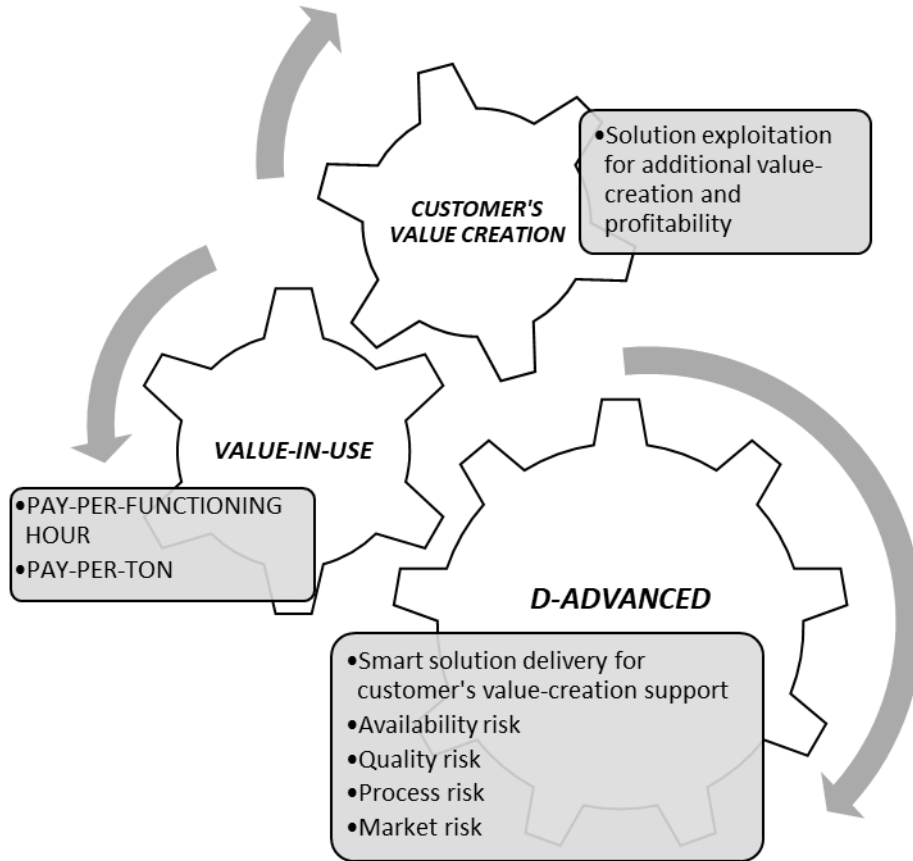 •Solution exploitation
for additional value-
creation and
profitability
CUSTOMER'S
VALUE CREATION
VALUE-IN-USE
•PAY-PER-FUNCTIONING
HOUR
•PAY-PER-TON
D-ADVANCED
•Smart solution delivery for
customer's value-creation support
•Availability risk
•Quality risk
•Process risk
•Market risk